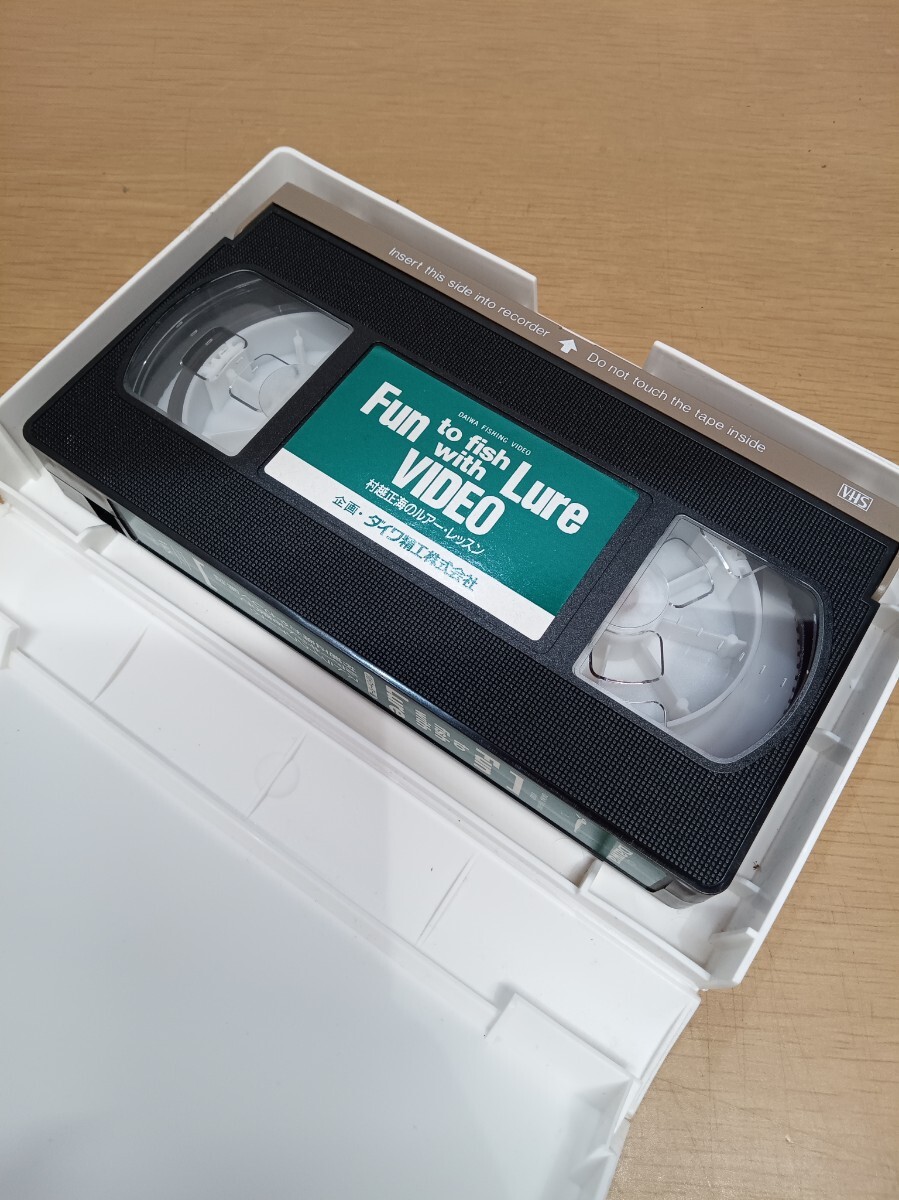 Insert this side into recorder Do not touch the tape inside
VHS
DAIWA FISHING VIDEO
Fun to fish with Lure
VIDEO
村越正海のルアー・レッスン
企画・ダイワ精工株式会社